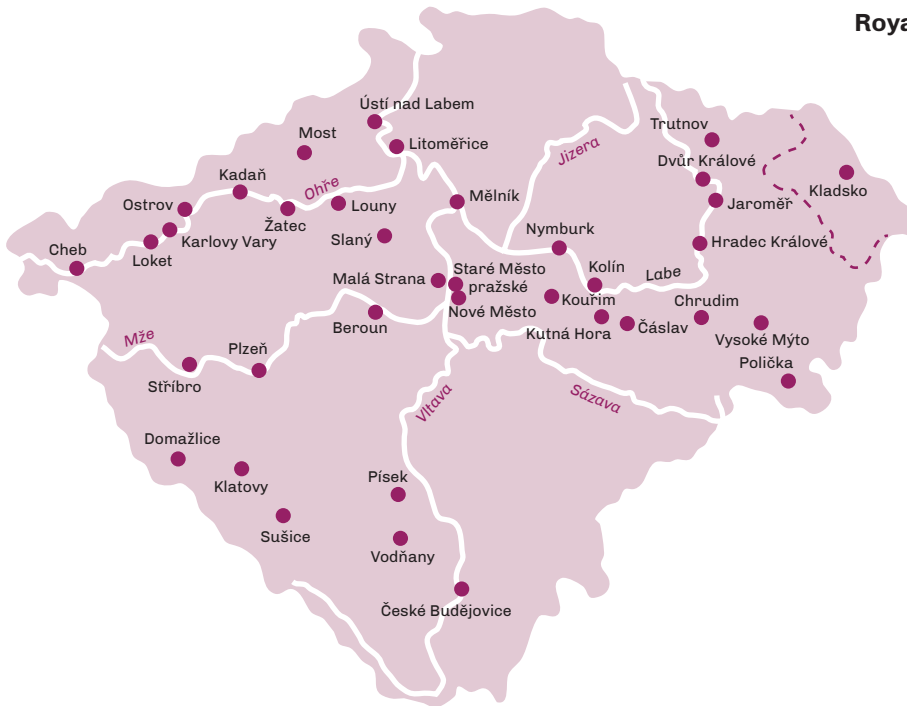 Roya
Ústí nad Labem
Most
Litoměřice
Jizera
Trutnov
Dvůr Králové
Kladsko
Kadaň
Ohře
Ostrov
Louny
Mělník
Jaroměř
Žatec
Karlovy Vary
Slaný
Nymburk
Hradec Králové
Cheb
Loket
Malá Strana
Staré Město
pražské
Kolín
Labe
Nové Město
Kouřim
Chrudim
Beroun
Kutná Hora
Čáslav
Vysoké Mýto
Mže
Plzeň
Polička
Stříbro
Vltava
Sázava
Domažlice
Klatovy
Písek
Sušice
Vodňany
České Budějovice